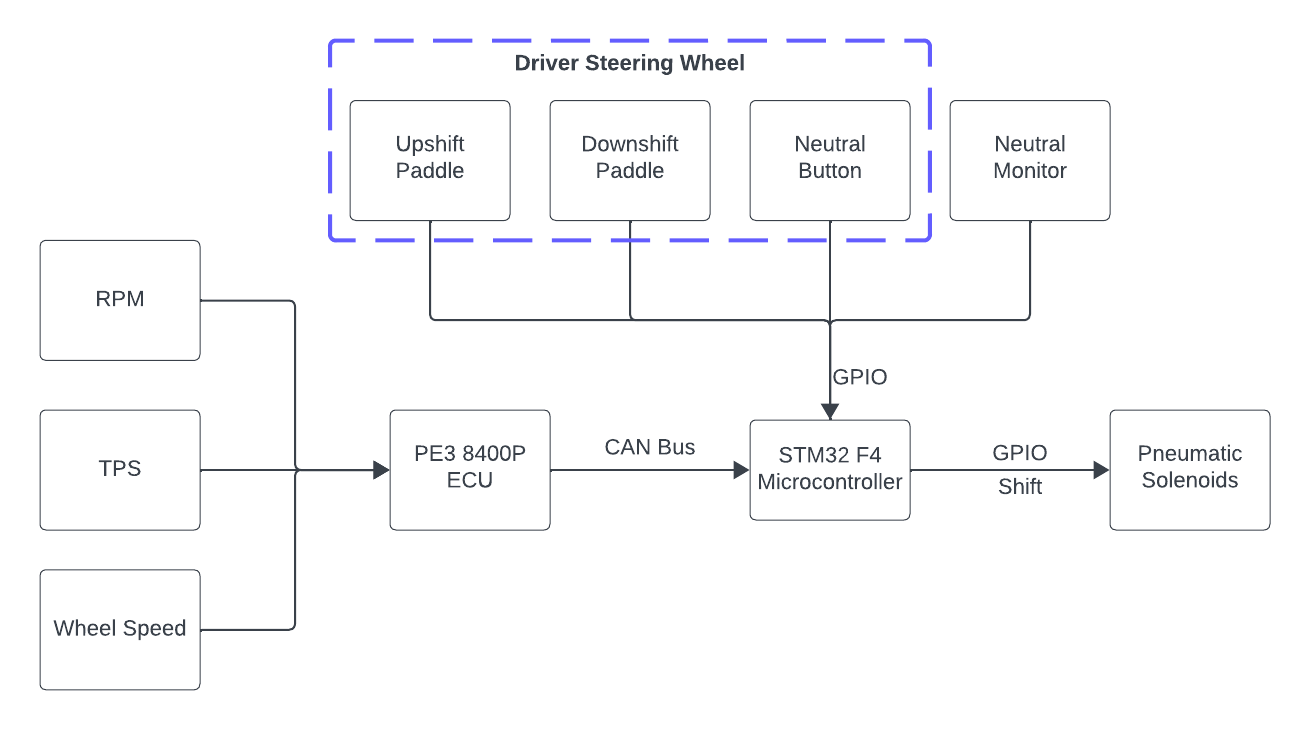 Driver Steering Wheel
Upshift
Paddle
Downshift
Paddle
Neutral
Button
Neutral
Monitor
RPM
GPIO
TPS
PE3 8400P
ECU
CAN Bus
STM32 F4
Microcontroller
GPIO
Shift
Pneumatic
Solenoids
Wheel Speed